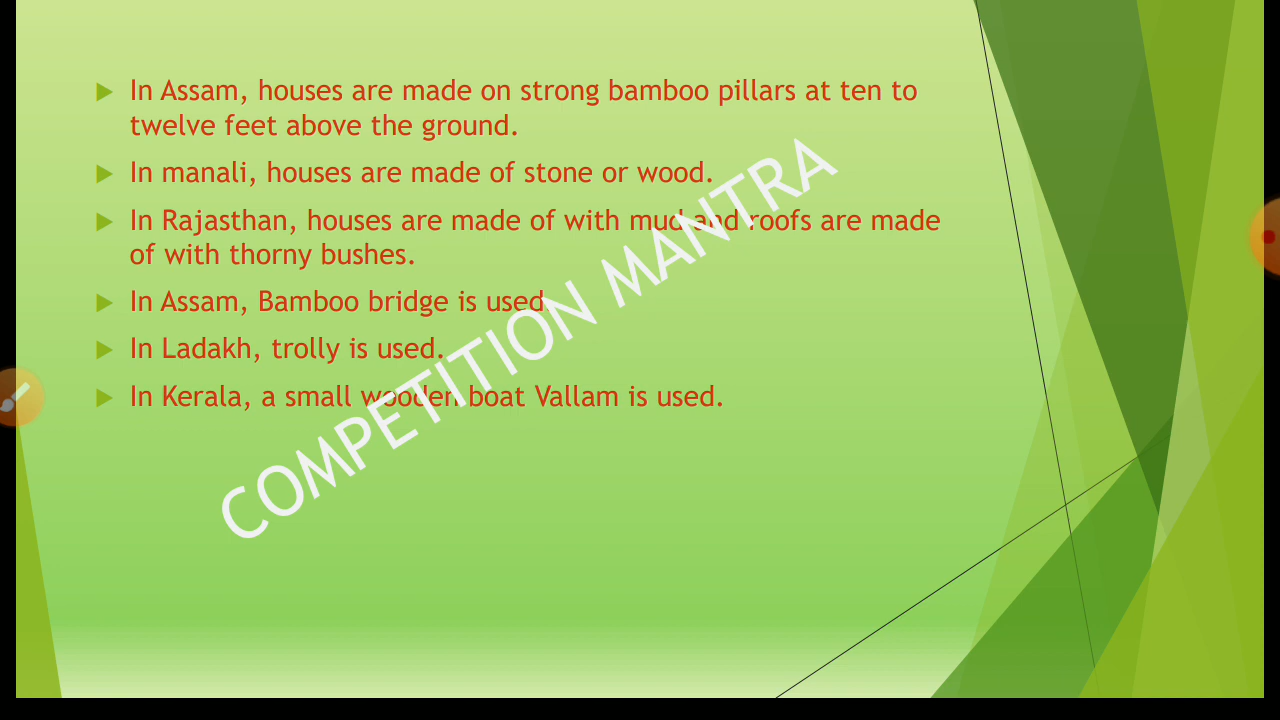 In Assam, houses are made on strong bamboo pillars at ten to
twelve feet above the ground.
In manali, houses are made of stone or wood.
In Rajasthan, houses are made of with mud and roofs are made
of with thorny bushes.
In Assam, Bamboo bridge is used.
In Ladakh, trolly is used.
In Kerala, a small wooden boat Vallam is used.
COMPETITION MANTRA